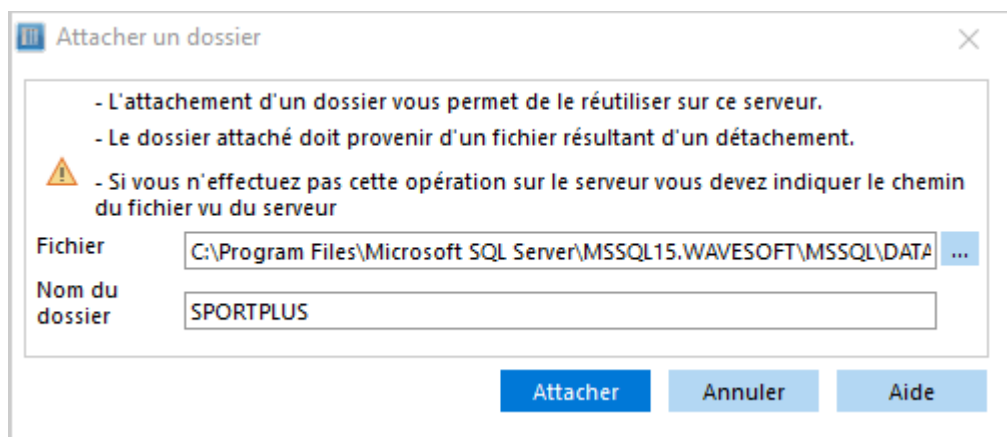 Attacher un dossier
- L'attachement d'un dossier vous permet de le réutiliser sur ce serveur.
- Le dossier attaché doit provenir d'un fichier résultant d'un détachement.
- Si vous n'effectuez pas cette opération sur le serveur vous devez indiquer le chemin
du fichier vu du serveur
Fichier
C:\Program Files\Microsoft SQL Server\MSSQL15.WAVESOFT\MSSQL\DATA
...
Nom du
dossier
SPORTPLUS
Attacher
Annuler
Aide